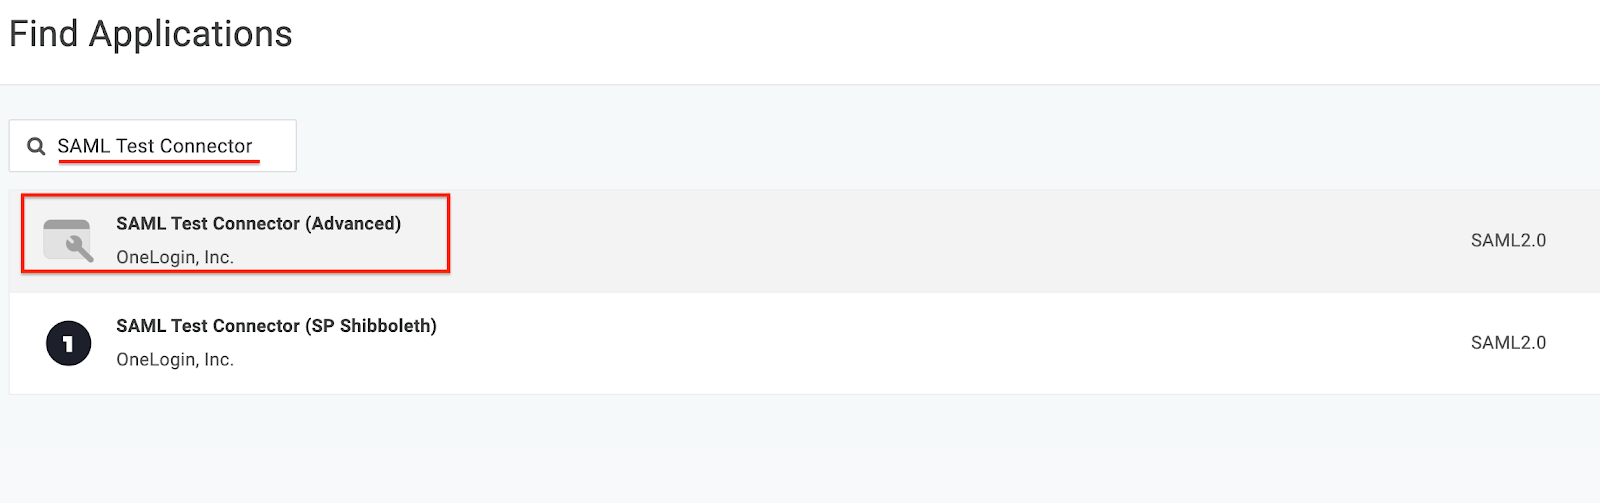 Find Applications
SAML Test Connector
SAML Test Connector (Advanced)
OneLogin, Inc.
SAML2.0
1
SAML Test Connector (SP Shibboleth)
OneLogin, Inc.
SAML2.0